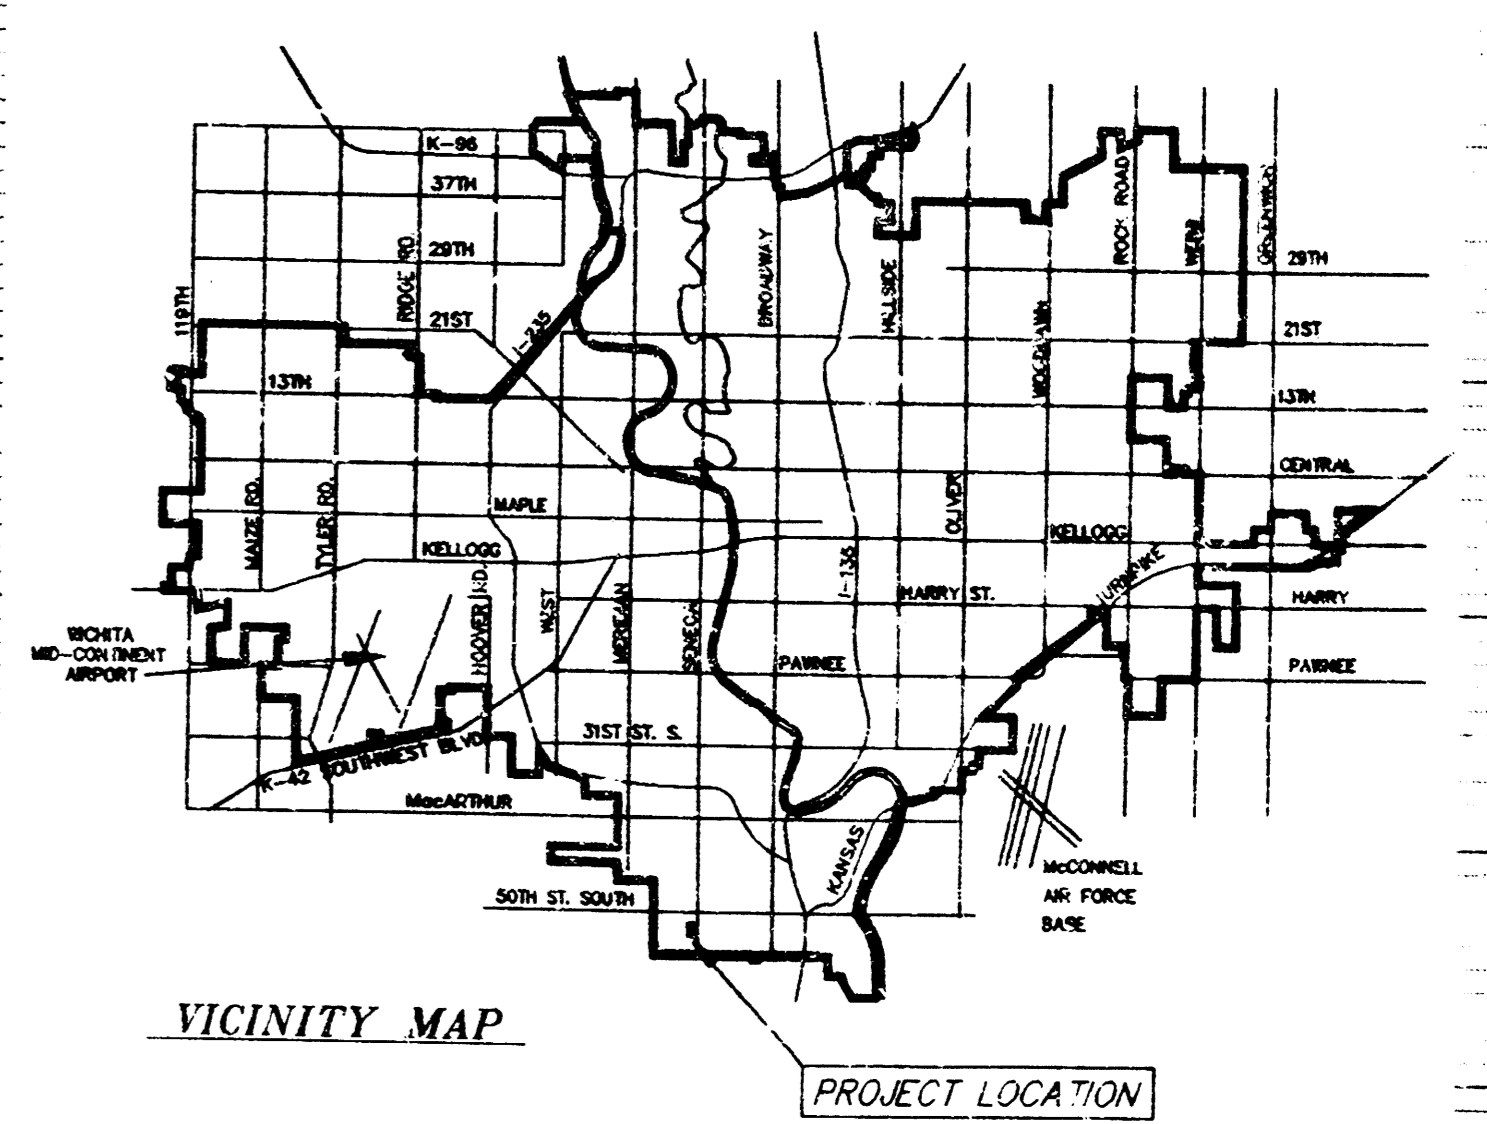 K-96
37TH
29TH
RIDGE RD.
119TH
21ST
I-235
13TH
BROADWAY
HILLSIDE
WOODLAWN
ROCK ROAD
WEBB
GREENWICH
29TH
21ST
13TH
CENTRAL
MAIZE RD.
TYLER RD.
MAPLE
KELLOGG
OLIVER
KELLOGG
TURNPIKE
I-135
HARRY ST.
HARRY
HOOVER RD.
WEST
MERIDIAN
SENECA
PAWNEE
PAWNEE
WICHITA
MID-CONTINENT
AIRPORT
31ST ST. S.
K-42 SOUTHWEST BLVD
MacARTHUR
KANSAS
50TH ST. SOUTH
McCONNELL
AIR FORCE
BASE
VICINITY MAP
PROJECT LOCATION